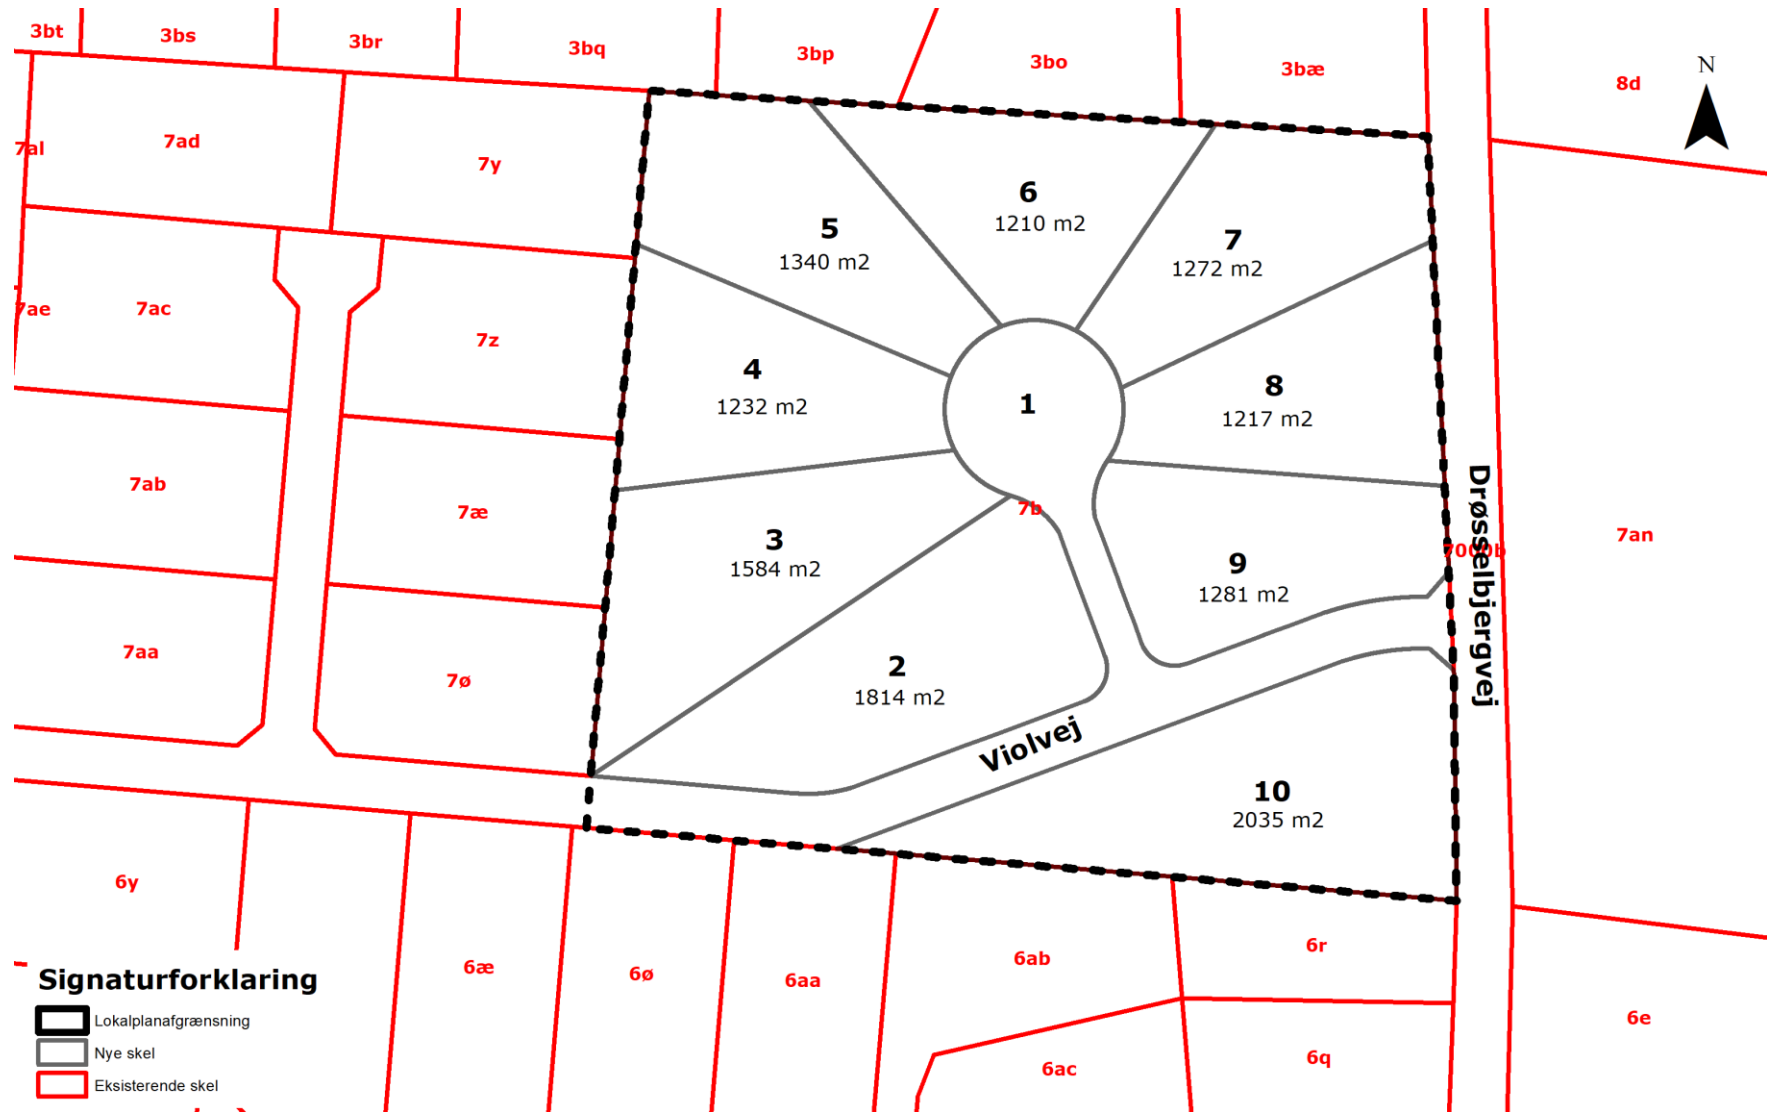 3bt
3bs
3br
3bq
3bp
3bo
3bæ
8d
N
7al
7ad
7y
5
1340 m2
6
1210 m2
7
1272 m2
7ae
7ac
7z
4
1232 m2
1
8
1217 m2
7ab
7æ
3
1584 m2
7b
9
1281 m2
7000b
Drøsselbjergvej
7an
7aa
7ø
2
1814 m2
Violvej
10
2035 m2
6y
6æ
6ø
6aa
6ab
6r
6ac
6q
6e
Signaturforklaring
Lokalplanafgrænsning
Nye skel
Eksisterende skel